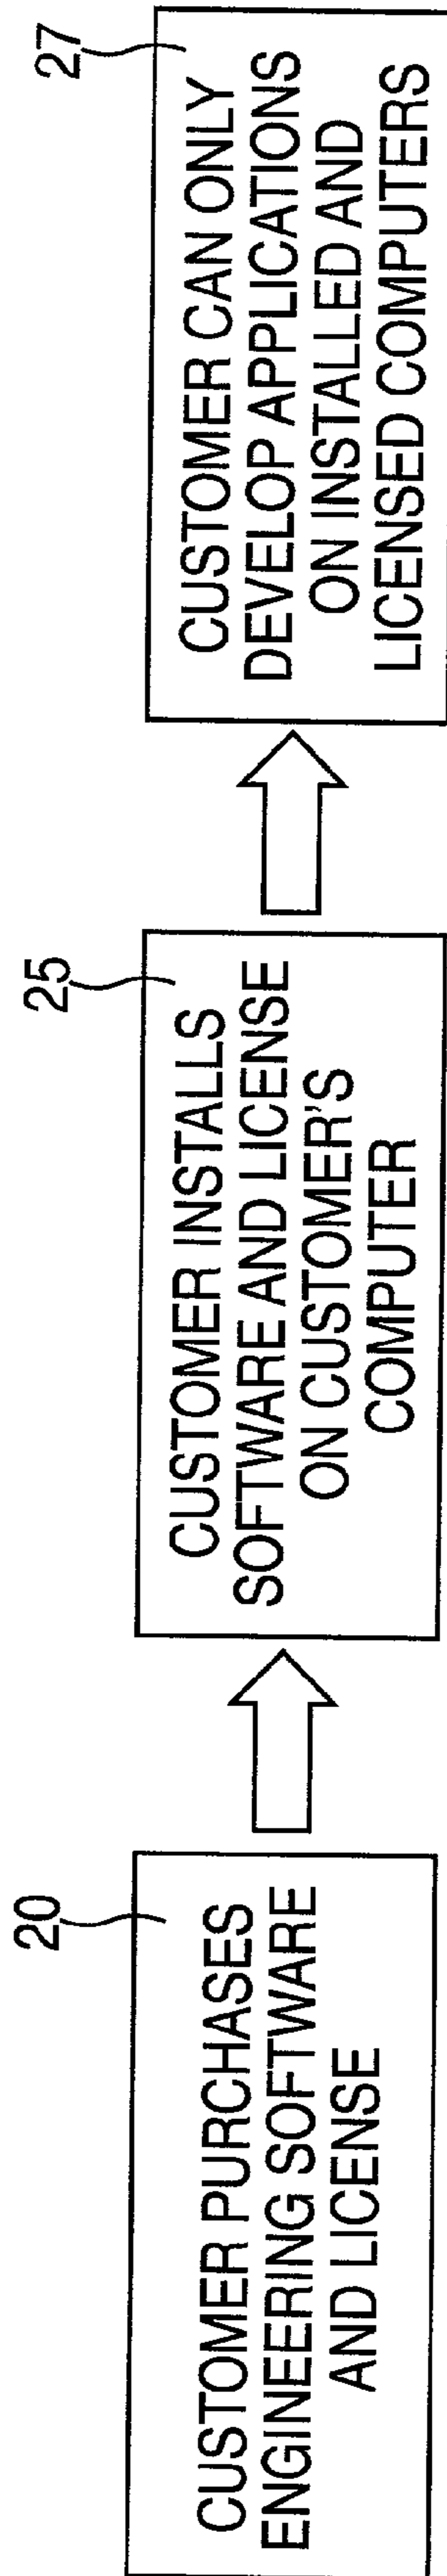 20
CUSTOMER PURCHASES
ENGINEERING SOFTWARE
AND LICENSE
25
CUSTOMER INSTALLS
SOFTWARE AND LICENSE
ON CUSTOMER'S
COMPUTER
27
CUSTOMER CAN ONLY
DEVELOP APPLICATIONS
ON INSTALLED AND
LICENSED COMPUTERS